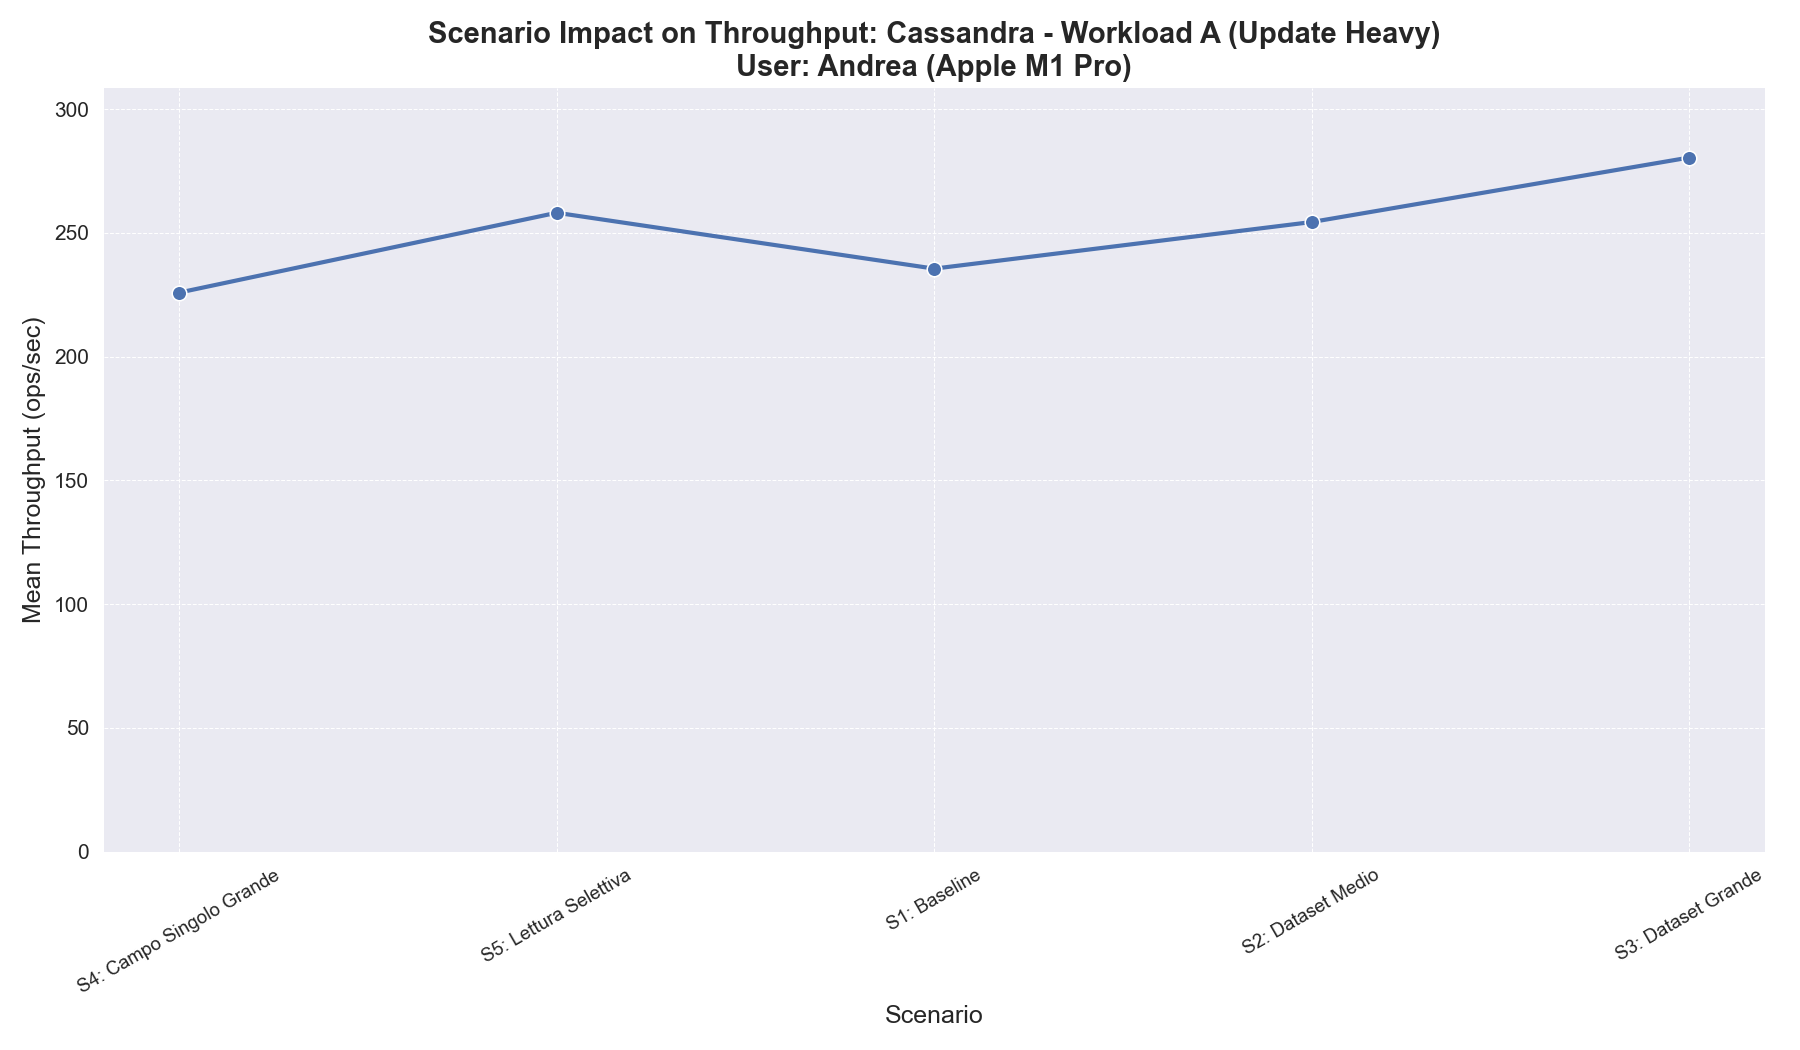 Scenario Impact on Throughput: Cassandra - Workload A (Update Heavy)
User: Andrea (Apple M1 Pro)
Mean Throughput (ops/sec)
300
250
200
150
100
50
0
S4: Campo Singolo Grande
S5: Lettura Selettiva
S1: Baseline
S2: Dataset Medio
S3: Dataset Grande
Scenario